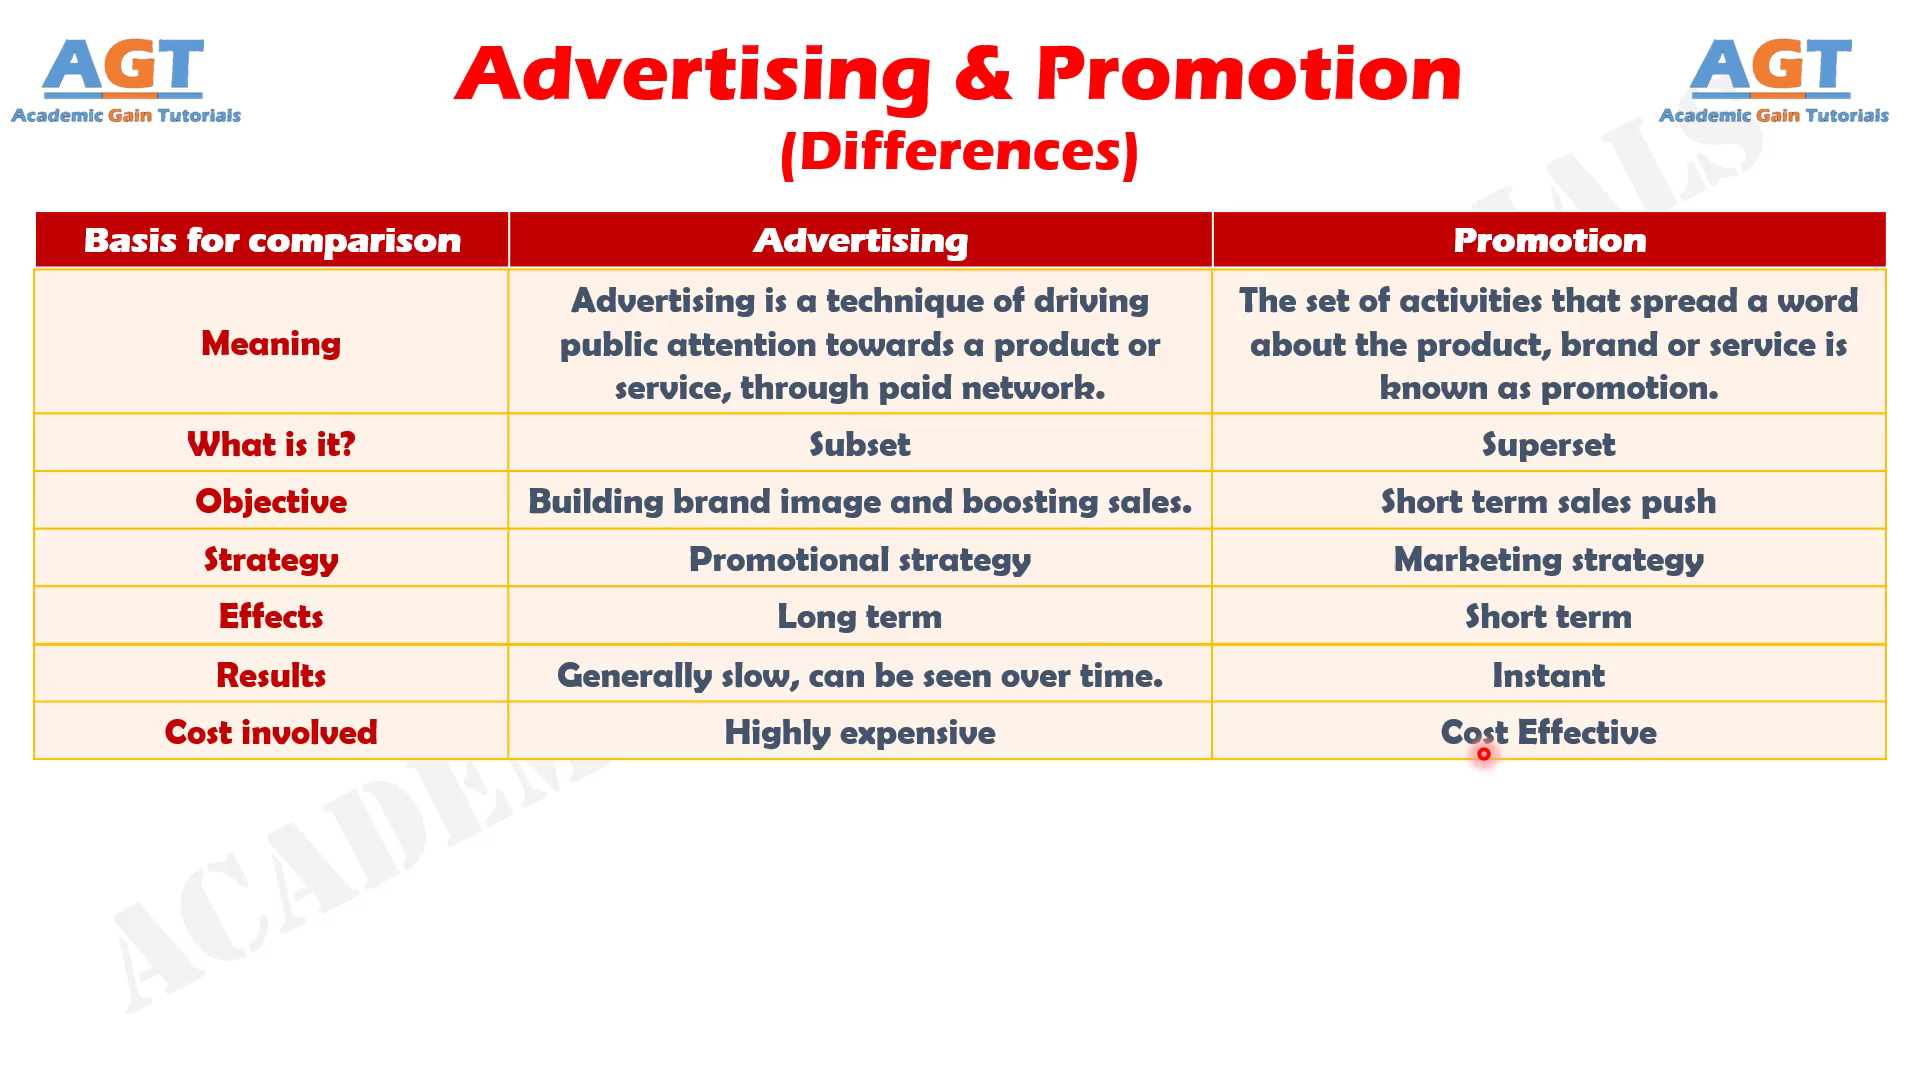 AGT
Academic Gain Tutorials
Advertising & Promotion
(Differences)
AGT
Academic Gain Tutorials
Basis for comparison
Advertising
Promotion
Meaning
Advertising is a technique of driving
public attention towards a product or
service, through paid network.
The set of activities that spread a word
about the product, brand or service is
known as promotion.
What is it?
Subset
Superset
Objective
Building brand image and boosting sales.
Short term sales push
Strategy
Promotional strategy
Marketing strategy
Effects
Long term
Short term
Results
Generally slow, can be seen over time.
Instant
Cost involved
Highly expensive
Cost Effective